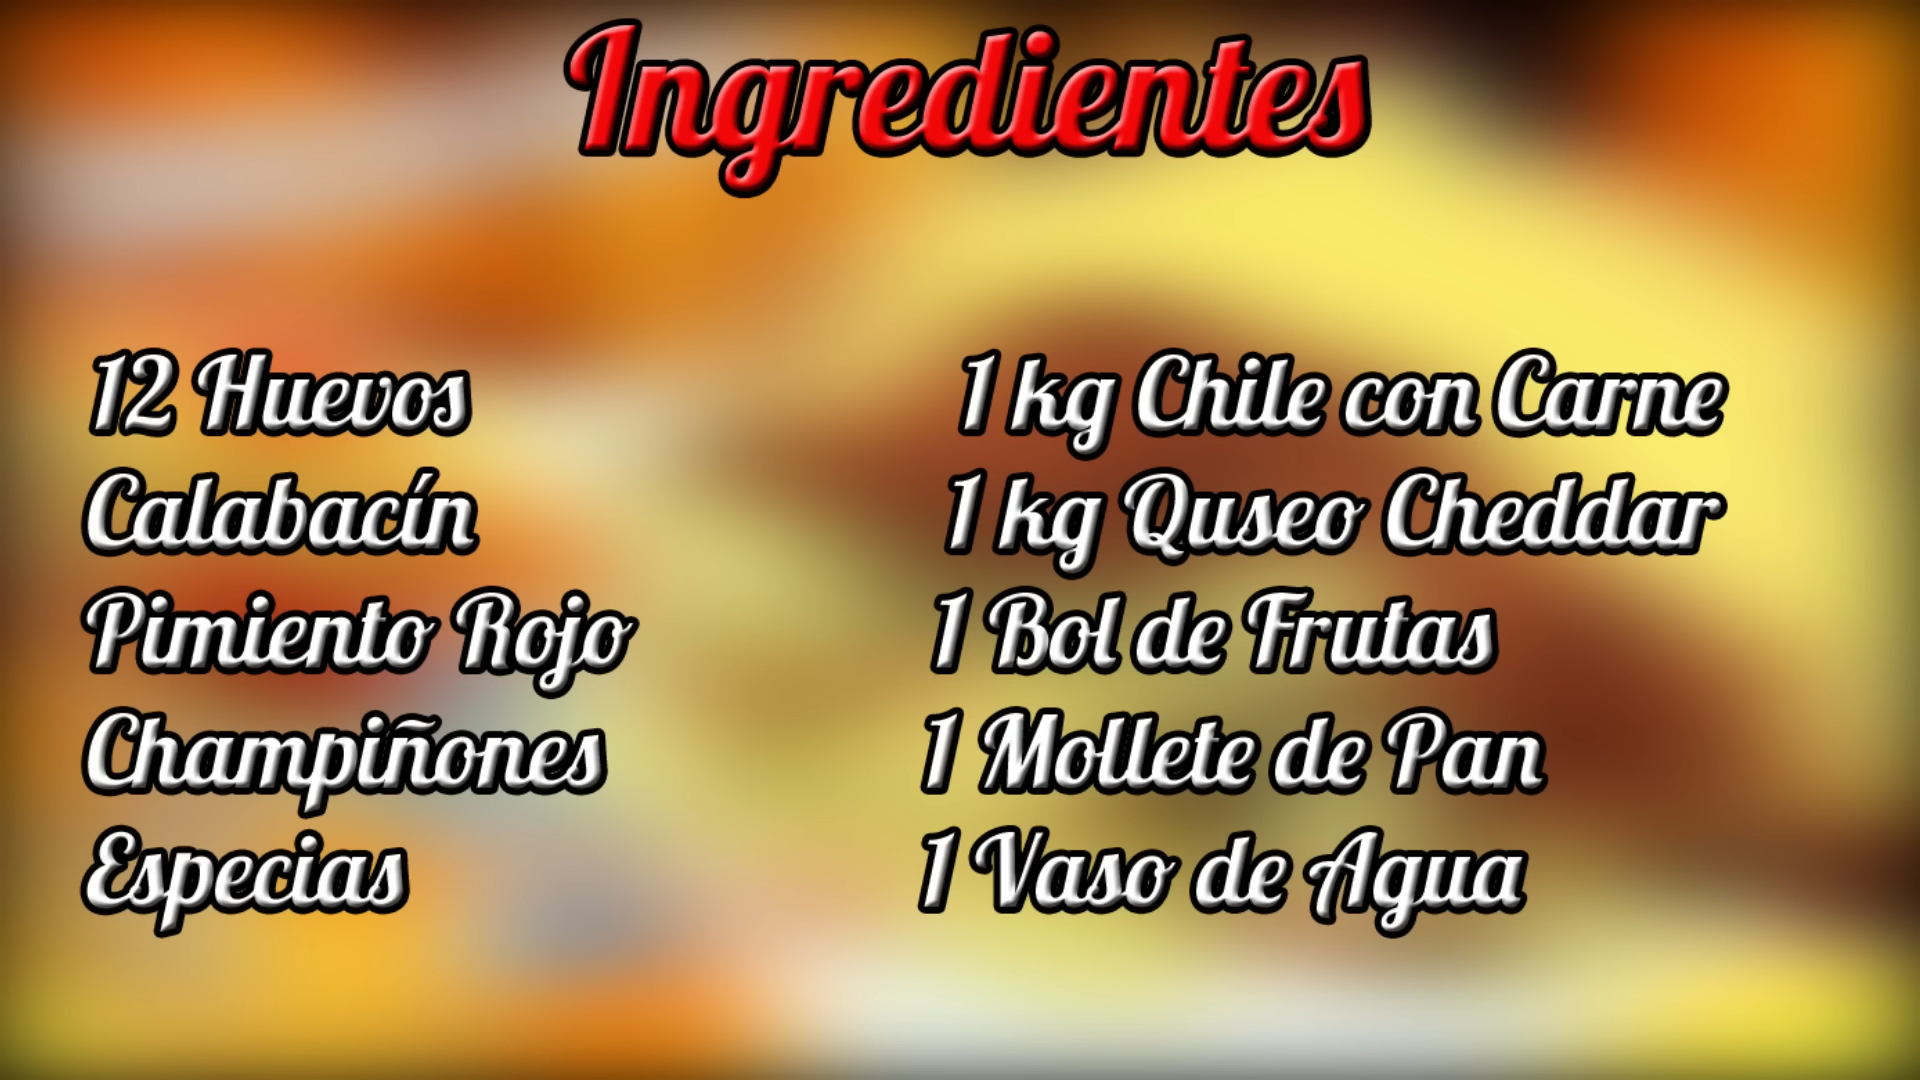 Ingredientes
12 Huevos
Calabacín
Pimiento Rojo
Champiñones
Especias
1 kg Chile con Carne
1 kg Quseo Cheddar
1 Bol de Frutas
1 Mollete de Pan
1 Vaso de Agua